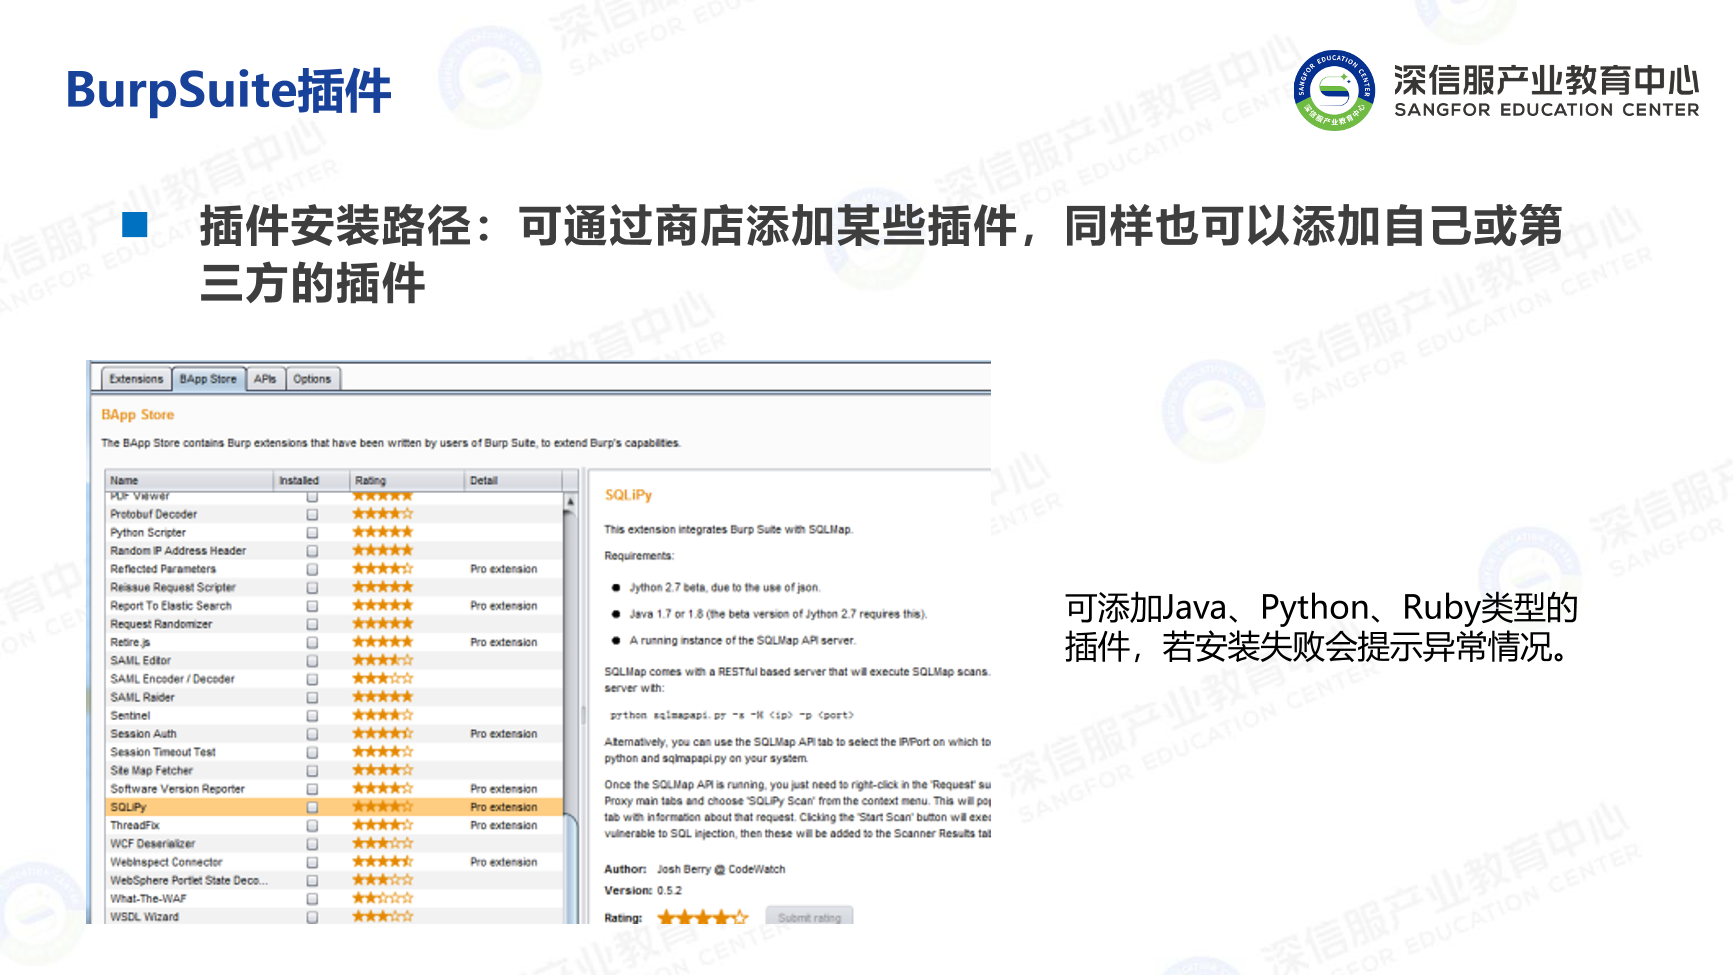 BurpSuite插件
深信服产业教育中心
SANGFOR EDUCATION CENTER
插件安装路径：可通过商店添加某些插件，同样也可以添加自己或第
三方的插件
Extensions BApp Store APIs Options
BApp Store
The BApp Store contains Burp extensions that have been written by users of Burp Suite, to extend Burp's capabilities.
Name Installed Rating Detail
PDF Viewer
Protobuf Decoder
Python Scripter
Random IP Address Header
Reflected Parameters Pro extension
Reissue Request Scripter
Report To Elastic Search Pro extension
Request Randomizer
Retire.js Pro extension
SAML Editor
SAML Encoder / Decoder
SAML Raider
Sentinel
Session Auth Pro extension
Session Timeout Test
Site Map Fetcher
Software Version Reporter Pro extension
SQLiPy Pro extension
ThreadFix Pro extension
WCF Deserializer
WebInspect Connector Pro extension
WebSphere Portlet State Deco...
What-The-WAF
WSDL Wizard
SQLiPy
This extension integrates Burp Suite with SQLMap.
Requirements:
Jython 2.7 beta, due to the use of json.
Java 1.7 or 1.8 (the beta version of Jython 2.7 requires this).
A running instance of the SQLMap API server.
SQLMap comes with a RESTful based server that will execute SQLMap scans.
server with:
python sqlmapapi.py -s -H <ip> -p <port>
Alternatively, you can use the SQLMap API tab to select the IP/Port on which to
python and sqlmapapi.py on your system.
Once the SQLMap API is running, you just need to right-click in the 'Request' su
Proxy main tabs and choose 'SQLiPy Scan' from the context menu. This will po
tab with information about that request. Clicking the 'Start Scan' button will exe
vulnerable to SQL injection, then these will be added to the Scanner Results tab
Author: Josh Berry @ CodeWatch
Version: 0.5.2
Rating: Submit rating
可添加Java、Python、Ruby类型的
插件，若安装失败会提示异常情况。